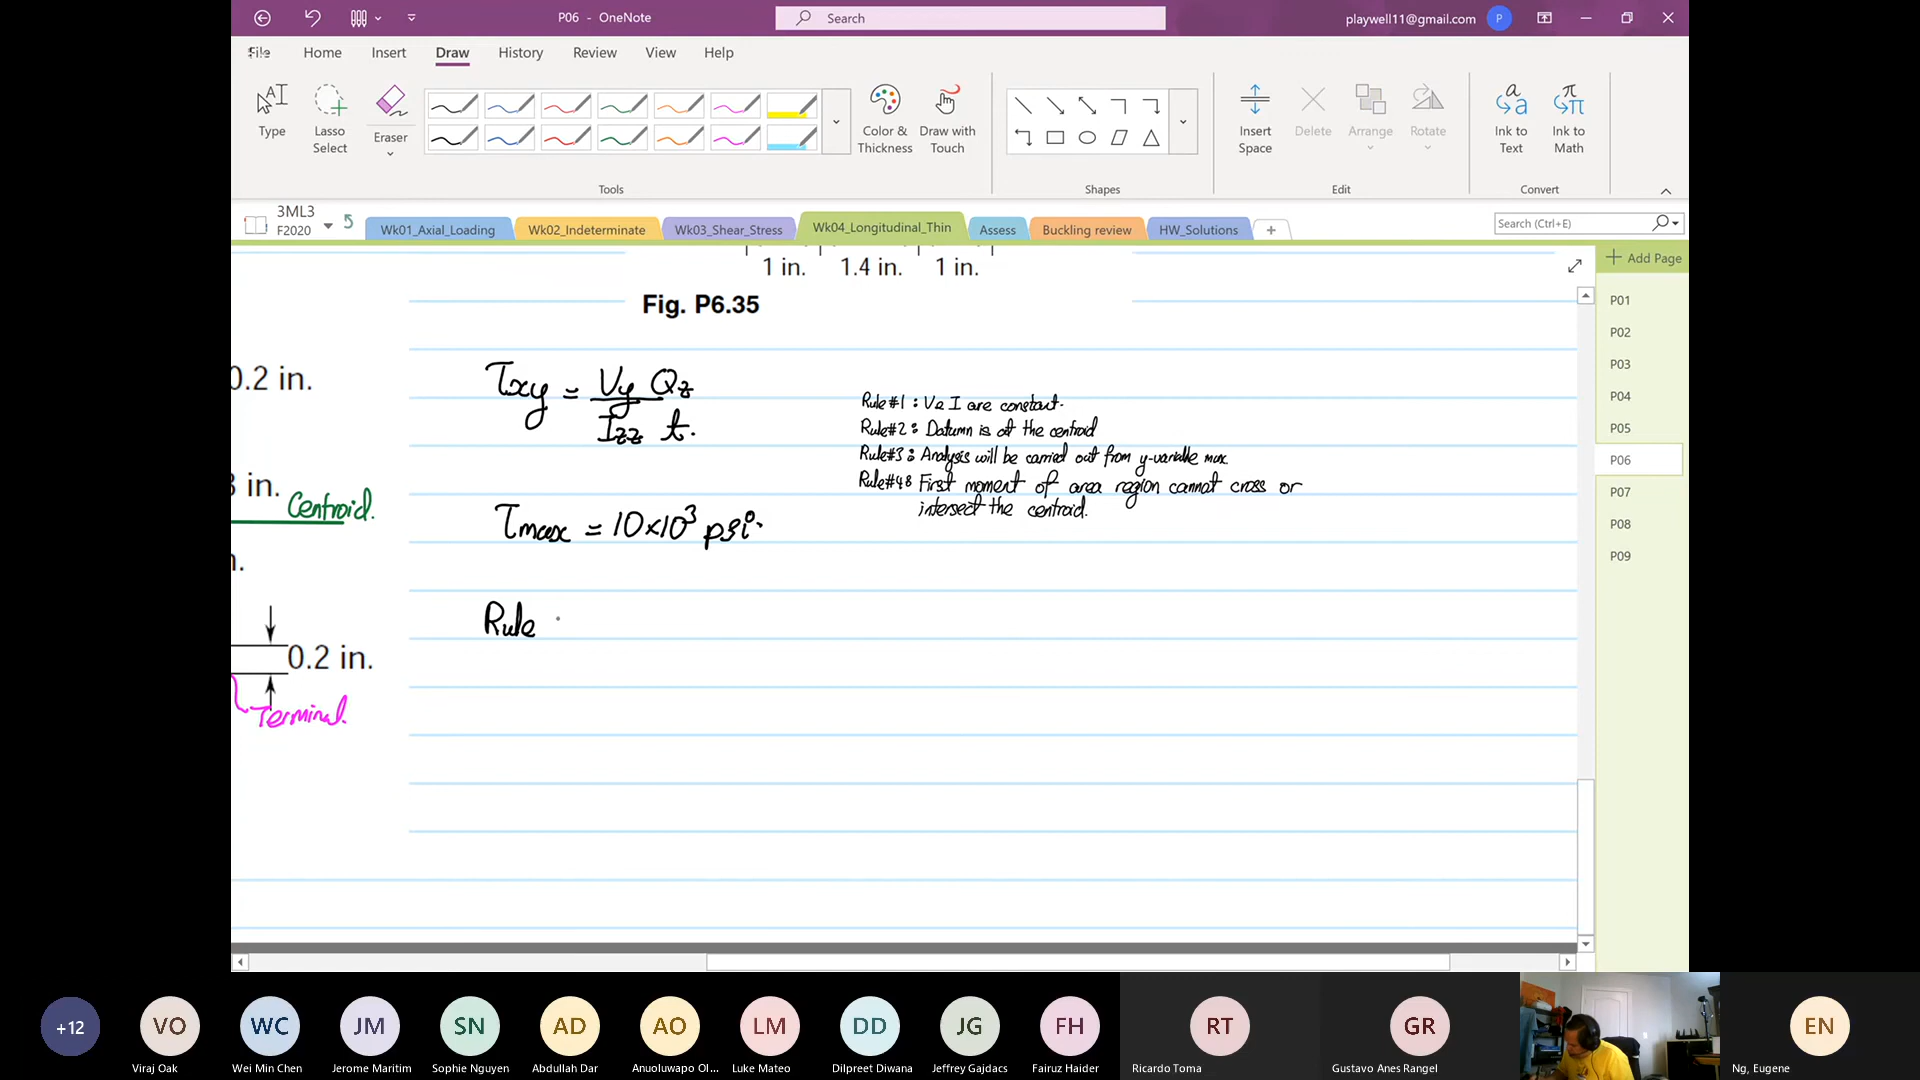 P06 - OneNote
Search
playwell11@gmail.com
P
File
Home
Insert
Draw
History
Review
View
Help
Type
Lasso Select
Eraser
Color & Thickness
Draw with Touch
Insert Space
Delete
Arrange
Rotate
Ink to Text
Ink to Math
Tools
Shapes
Edit
Convert
3ML3
F2020
Wk01_Axial_Loading
Wk02_Indeterminate
Wk03_Shear_Stress
Wk04_Longitudinal_Thin
Assess
Buckling review
HW_Solutions
Search (Ctrl+E)
Add Page
P01
P02
P03
P04
P05
P06
P07
P08
P09
1 in.
1.4 in.
1 in.
Fig. P6.35
0.2 in.
in.
Centroid.
0.2 in.
Terminal.
τxy = Vy Qz / Izz t.
τmax = 10×10³ psi.
Rule
Rule#1 : V& I are constant.
Rule#2: Datumn is at the centroid
Rule#3: Analysis will be carried out from y-variable max.
Rule#4: First moment of area region cannot cross or
intersect the centroid.
+12
VO
WC
JM
SN
AD
AO
LM
DD
JG
FH
RT
GR
EN
Viraj Oak
Wei Min Chen
Jerome Maritim
Sophie Nguyen
Abdullah Dar
Anuoluwapo Ol...
Luke Mateo
Dilpreet Diwana
Jeffrey Gajdacs
Fairuz Haider
Ricardo Toma
Gustavo Anes Rangel
Ng, Eugene